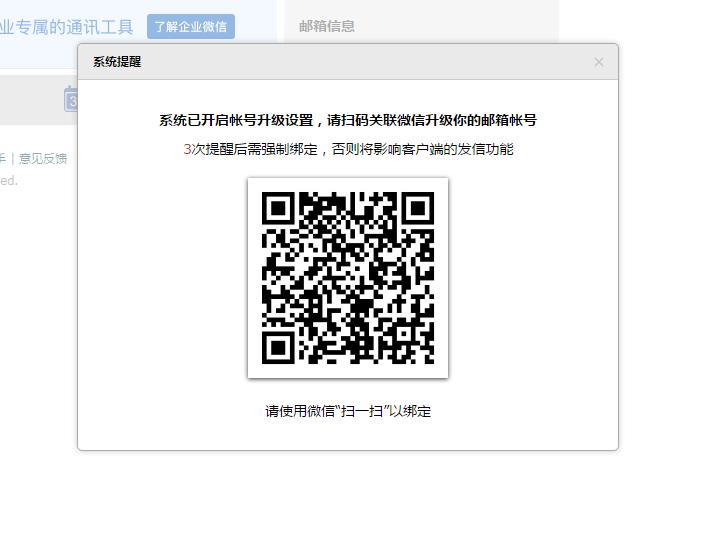 业专属的通讯工具 了解企业微信 邮箱信息
系统提醒
系统已开启帐号升级设置，请扫码关联微信升级你的邮箱帐号
3次提醒后需强制绑定，否则将影响客户端的发信功能
手 | 意见反馈
ed.
请使用微信“扫一扫”以绑定